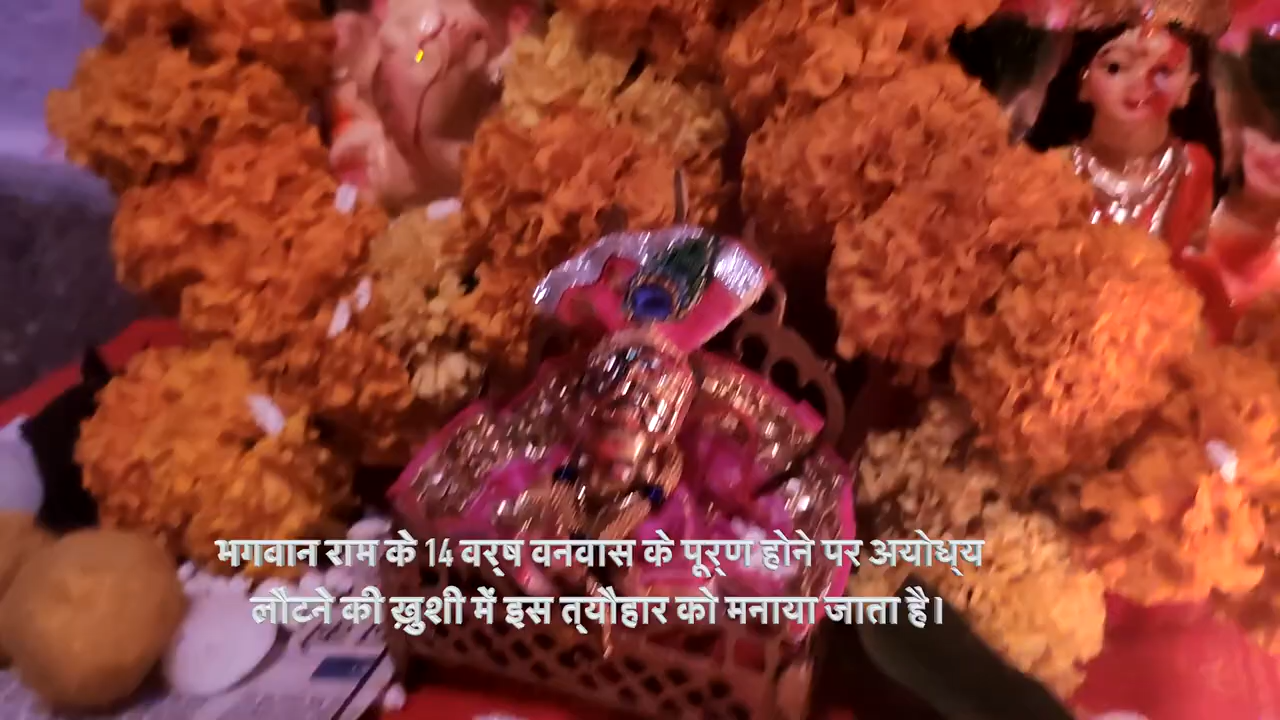 भगवान राम के 14 वर्ष वनवास के पूर्ण होने पर अयोध्य
लौटने की ख़ुशी में इस त्यौहार को मनाया जाता है।